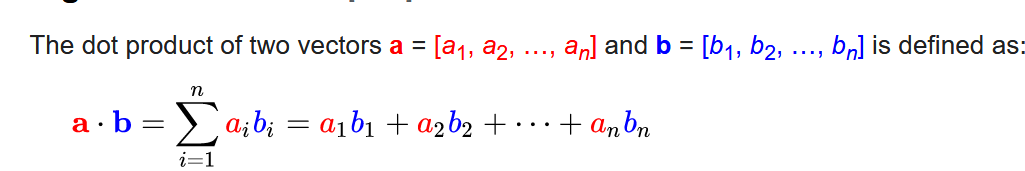 The dot product of two vectors a = [a₁, a₂, …, aₙ] and b = [b₁, b₂, …, bₙ] is defined as:
a · b = ∑ᵢ₌₁ⁿ aᵢbᵢ = a₁b₁ + a₂b₂ + ⋯ + aₙbₙ